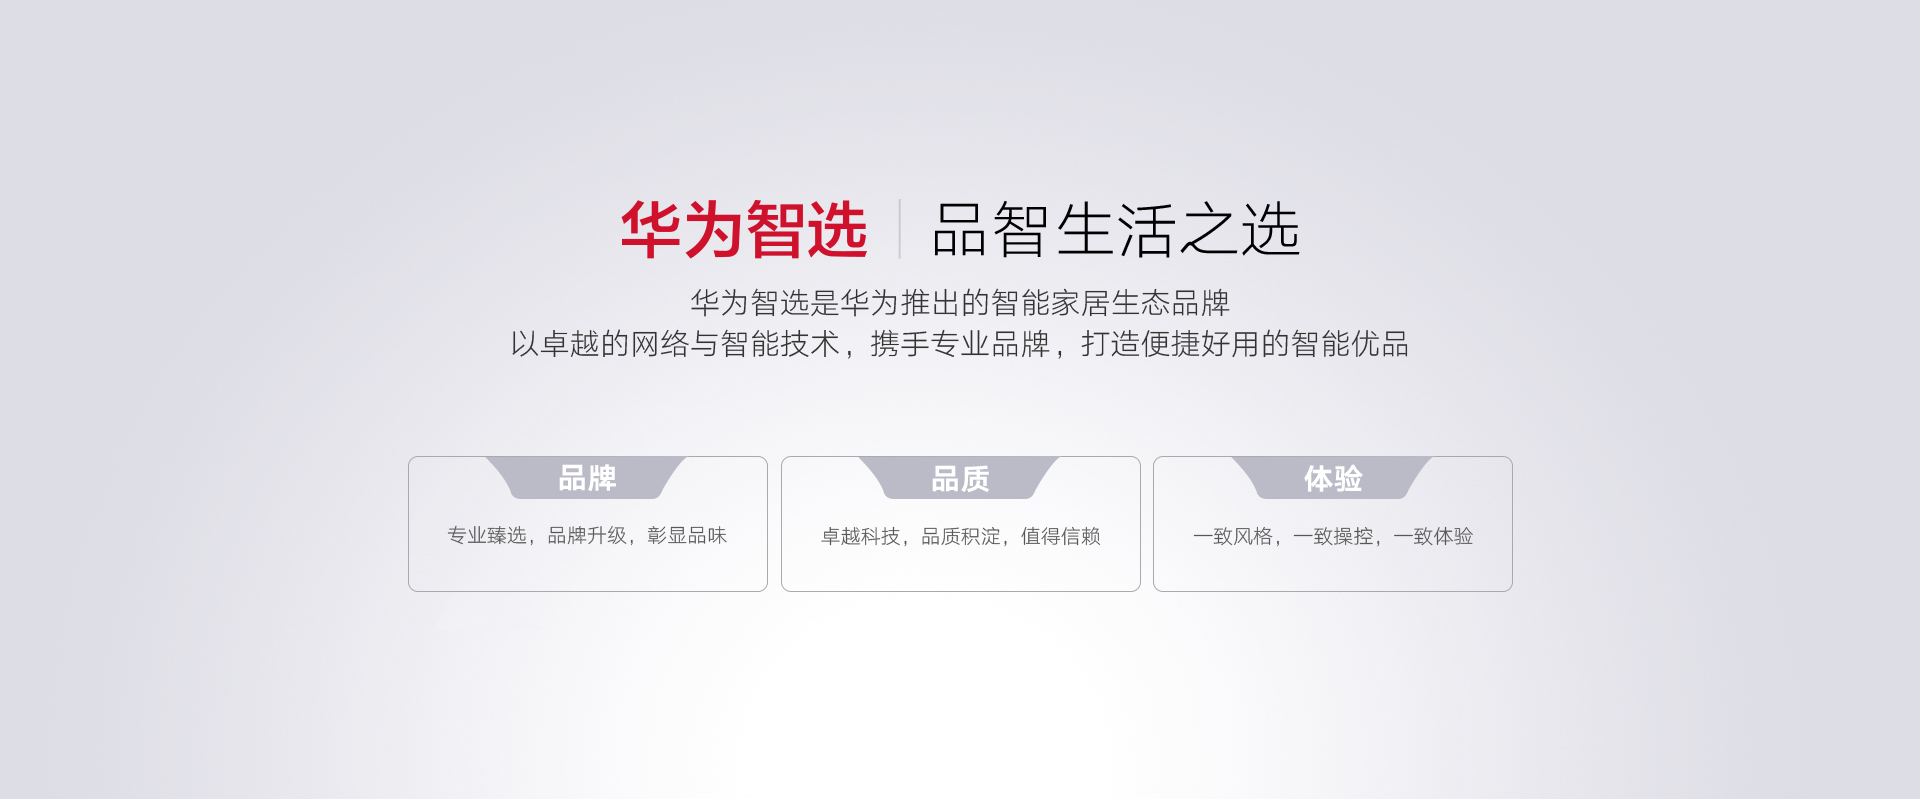 华为智选 | 品智生活之选
华为智选是华为推出的智能家居生态品牌
以卓越的网络与智能技术，携手专业品牌，打造便捷好用的智能优品
品牌
专业臻选，品牌升级，彰显品味
品质
卓越科技，品质积淀，值得信赖
体验
一致风格，一致操控，一致体验